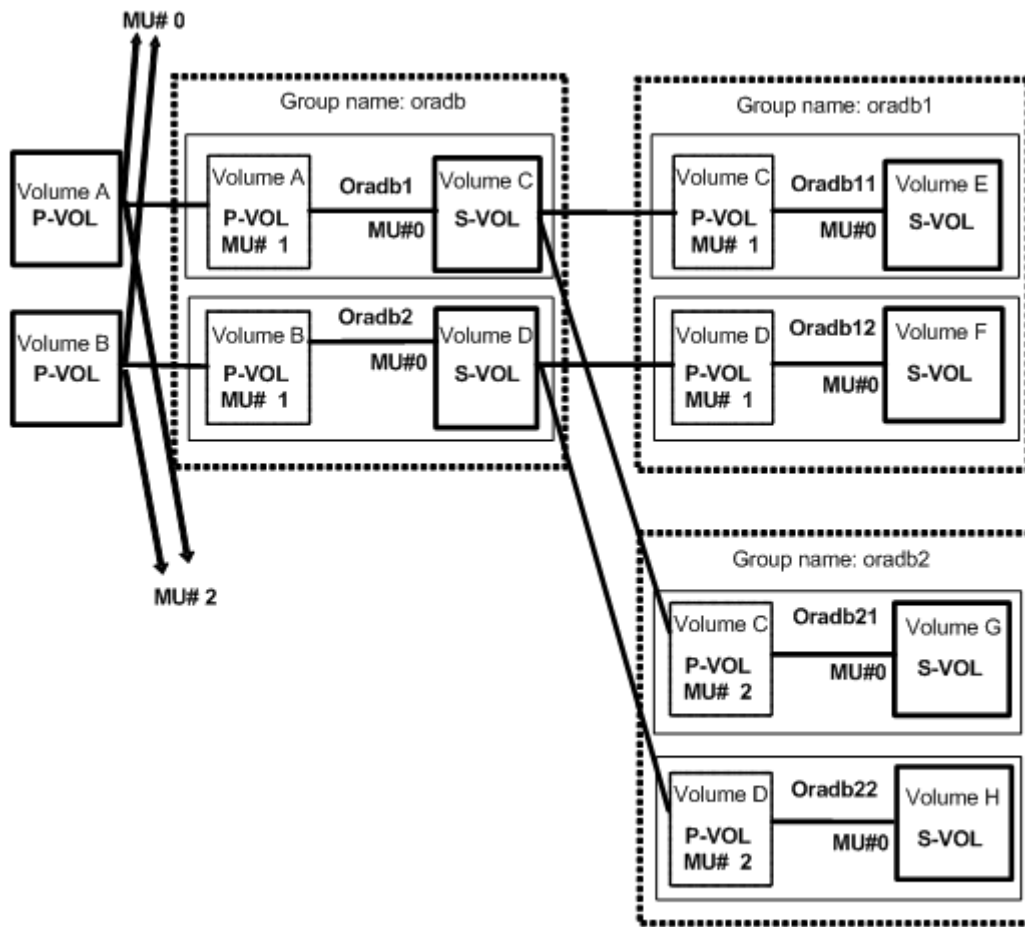 MU# 0
Group name: oradb
Group name: oradb1
Volume A
P-VOL
Volume A
P-VOL
MU# 1
Oradb1
MU#0
Volume C
S-VOL
Volume C
P-VOL
MU# 1
Oradb11
MU#0
Volume E
S-VOL
Volume B
P-VOL
Volume B
P-VOL
MU# 1
Oradb2
MU#0
Volume D
S-VOL
Volume D
P-VOL
MU# 1
Oradb12
MU#0
Volume F
S-VOL
MU# 2
Group name: oradb2
Volume C
P-VOL
MU# 2
Oradb21
MU#0
Volume G
S-VOL
Volume D
P-VOL
MU# 2
Oradb22
MU#0
Volume H
S-VOL